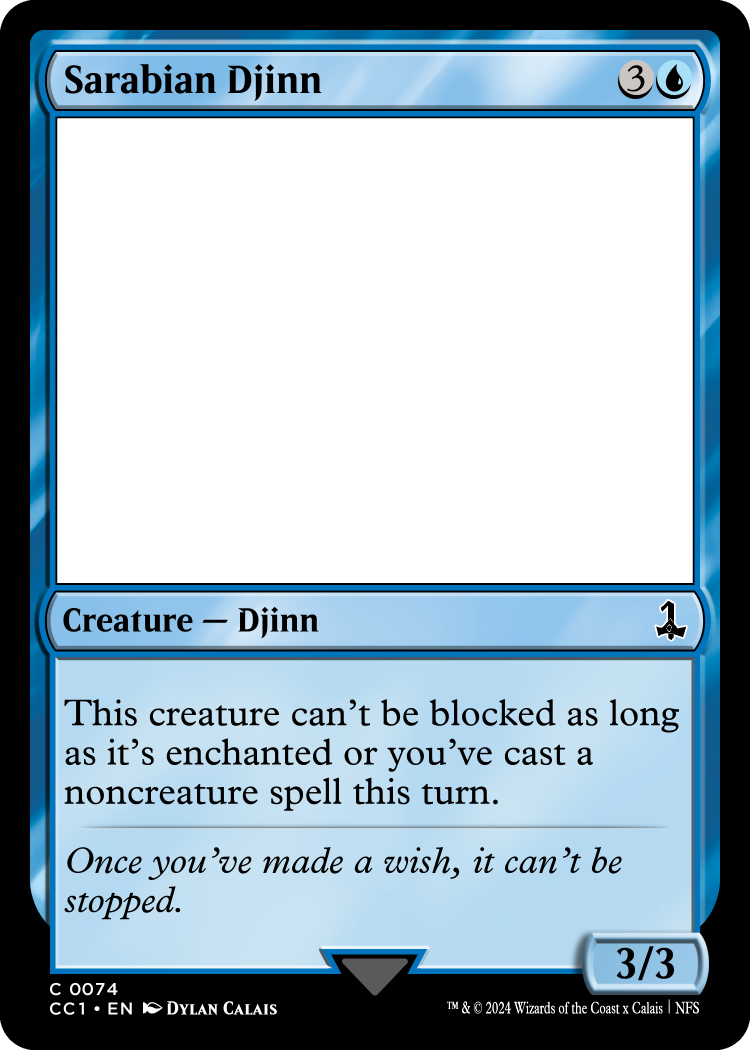 Sarabian Djinn 3
Creature — Djinn
1
This creature can't be blocked as long
as it's enchanted or you've cast a
noncreature spell this turn.
Once you've made a wish, it can't be
stopped.
3/3
C 0074
CC1 • EN Dylan Calais
™ & © 2024 Wizards of the Coast x Calais | NFS